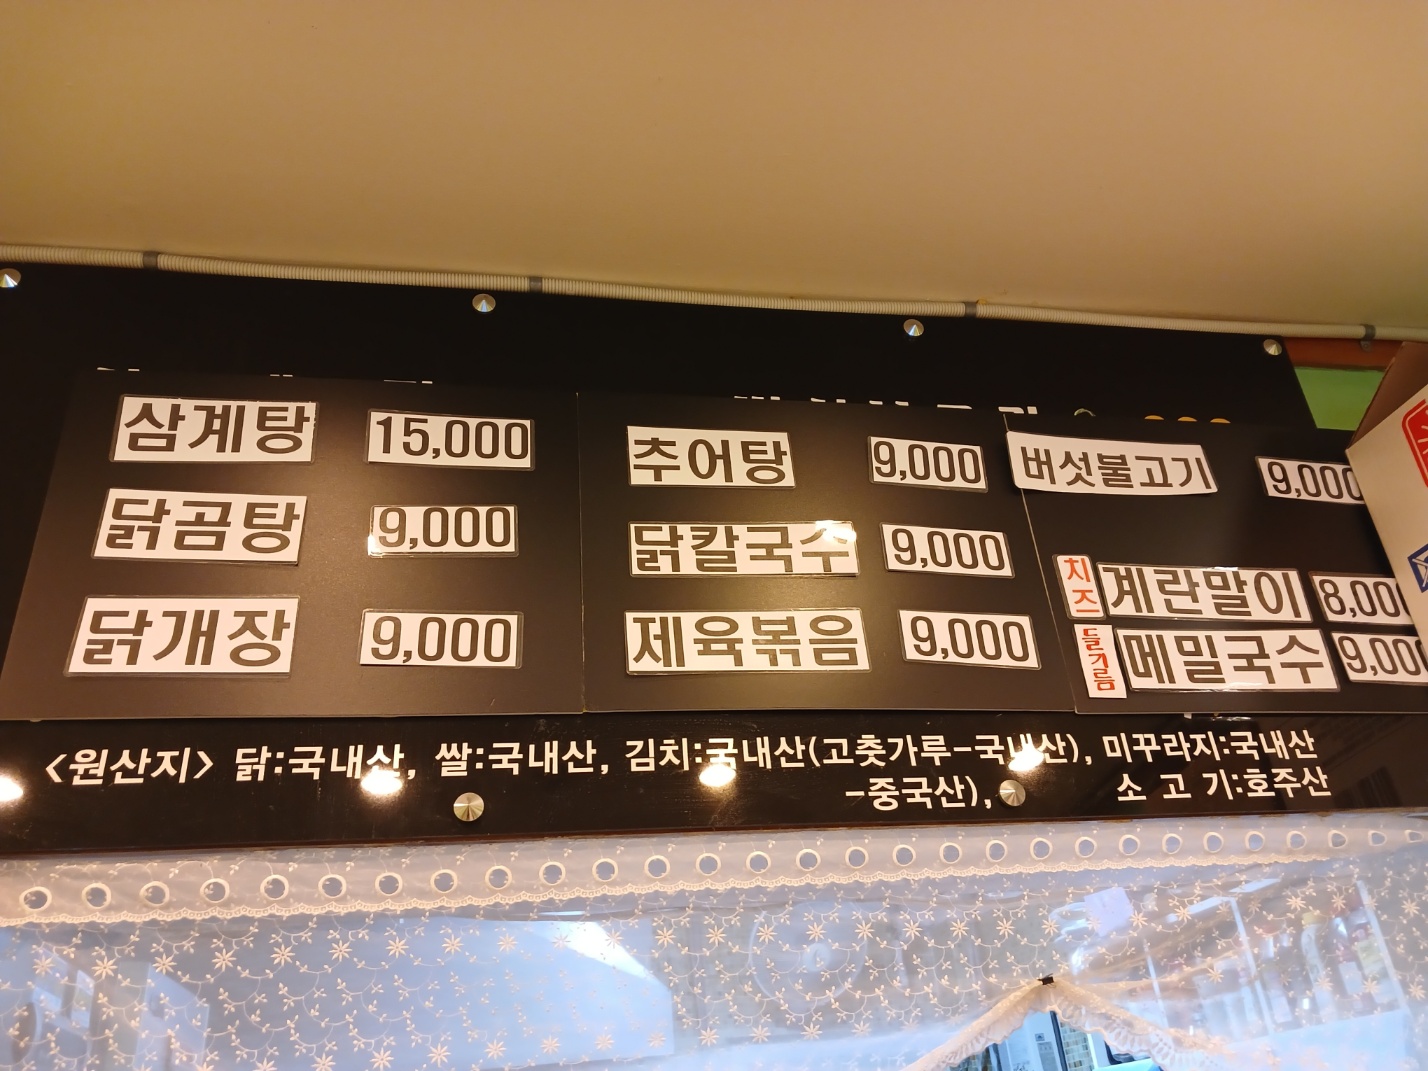 삼계탕 15,000
닭곰탕 9,000
닭개장 9,000
추어탕 9,000
닭칼국수 9,000
제육볶음 9,000
버섯불고기 9,000
치즈 계란말이 8,000
들기름 메밀국수 9,000
<원산지> 닭:국내산, 쌀:국내산, 김치:국내산(고춧가루-국내산), 미꾸라지:국내산
-중국산), 소 고 기:호주산